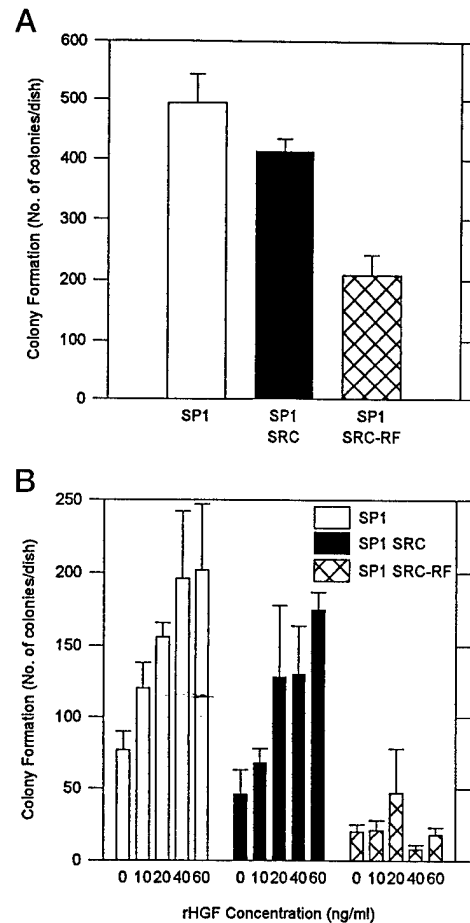 A
Colony Formation (No. of colonies/dish)
600
500
400
300
200
100
0
SP1
SP1
SRC
SP1
SRC-RF
B
Colony Formation (No. of colonies/dish)
250
200
150
100
50
0
SP1
SP1 SRC
SP1 SRC-RF
0 10 20 40 60 0 10 20 40 60 0 10 20 40 60
rHGF Concentration (ng/ml)